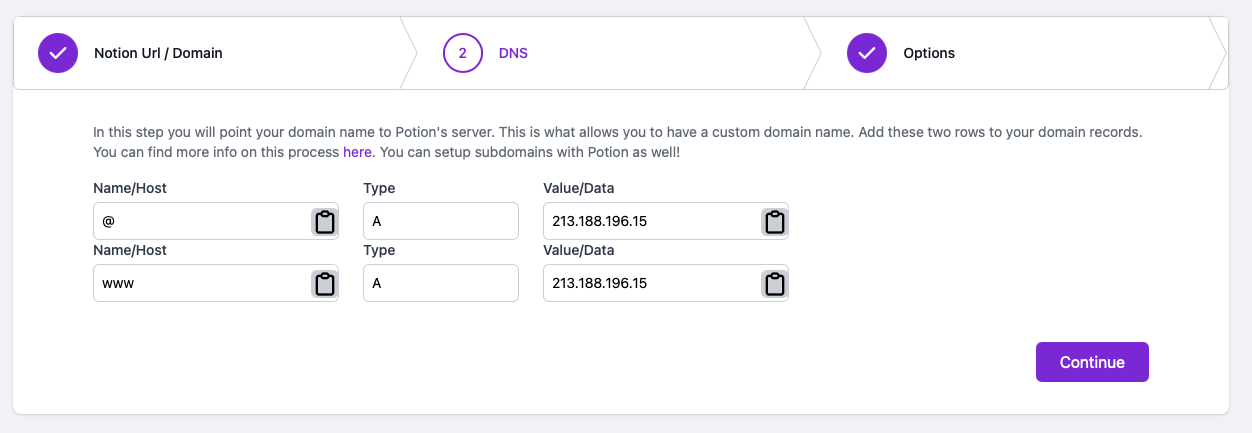 Notion Url / Domain
2
DNS
Options
In this step you will point your domain name to Potion's server. This is what allows you to have a custom domain name. Add these two rows to your domain records.
You can find more info on this process here. You can setup subdomains with Potion as well!
Name/Host Type Value/Data
@ A 213.188.196.15
Name/Host Type Value/Data
www A 213.188.196.15
Continue